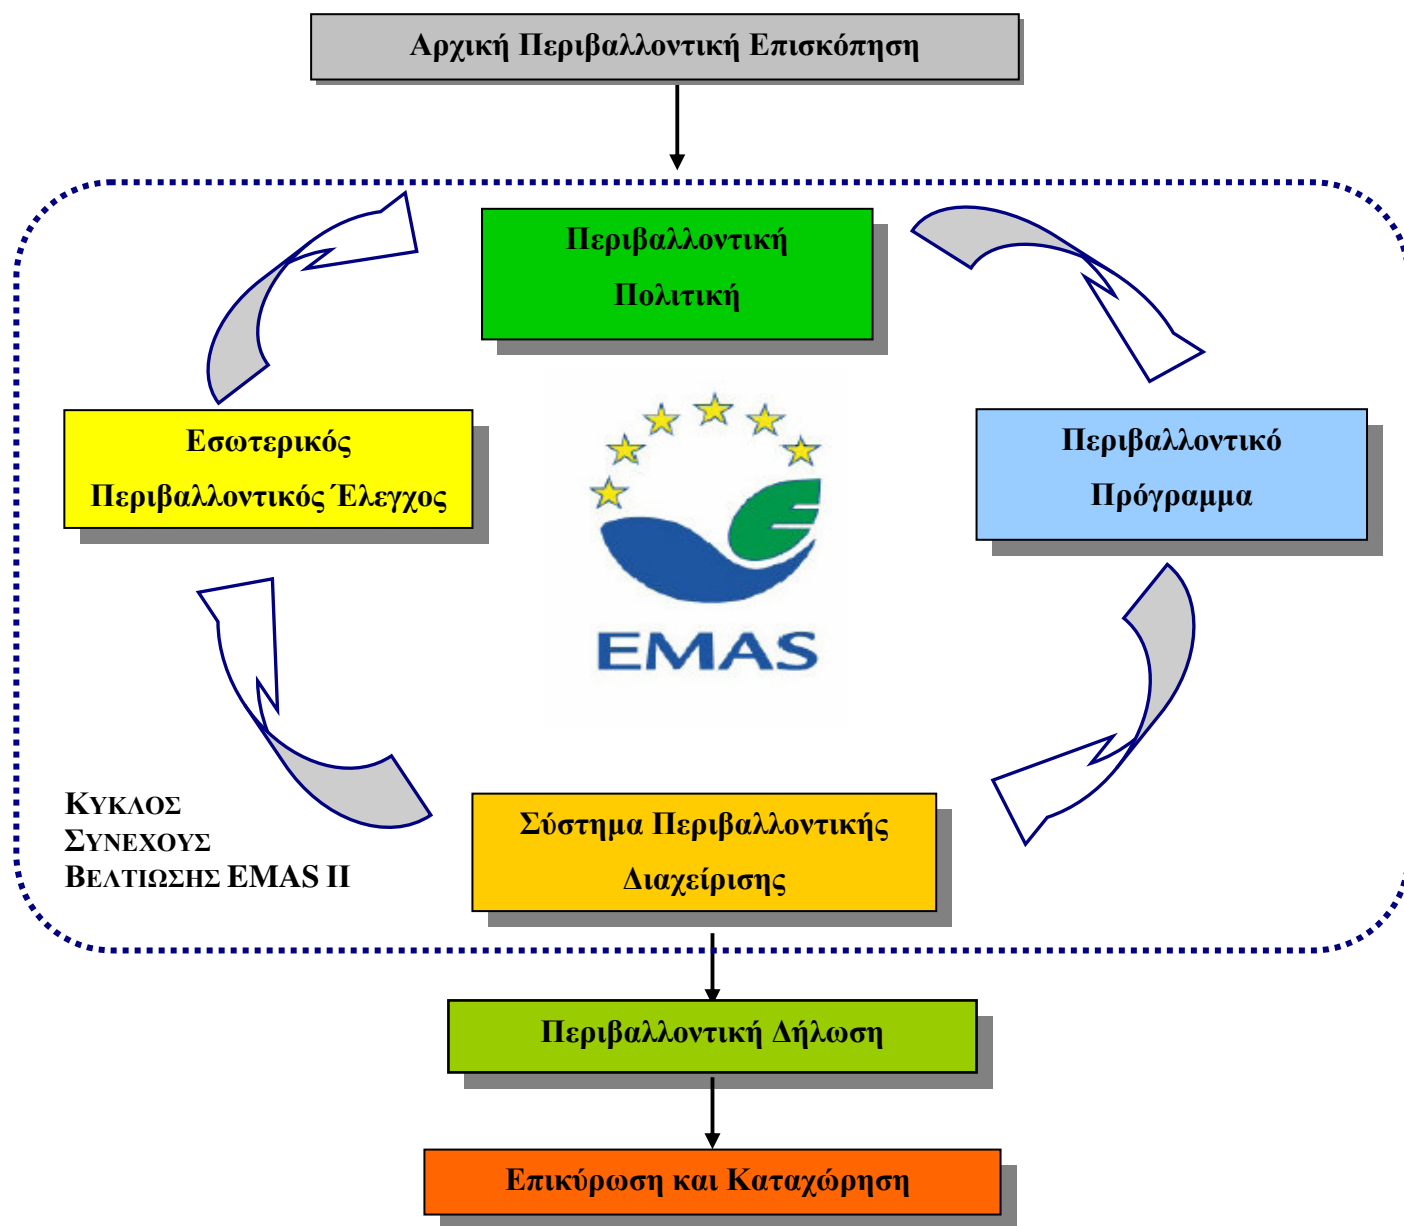 Αρχική Περιβαλλοντική Επισκόπηση
Περιβαλλοντική
Πολιτική
Εσωτερικός
Περιβαλλοντικός Έλεγχος
Περιβαλλοντικό
Πρόγραμμα
EMAS
ΚΥΚΛΟΣ
ΣΥΝΕΧΟΥΣ
ΒΕΛΤΙΩΣΗΣ EMAS II
Σύστημα Περιβαλλοντικής
Διαχείρισης
Περιβαλλοντική Δήλωση
Επικύρωση και Καταχώρηση